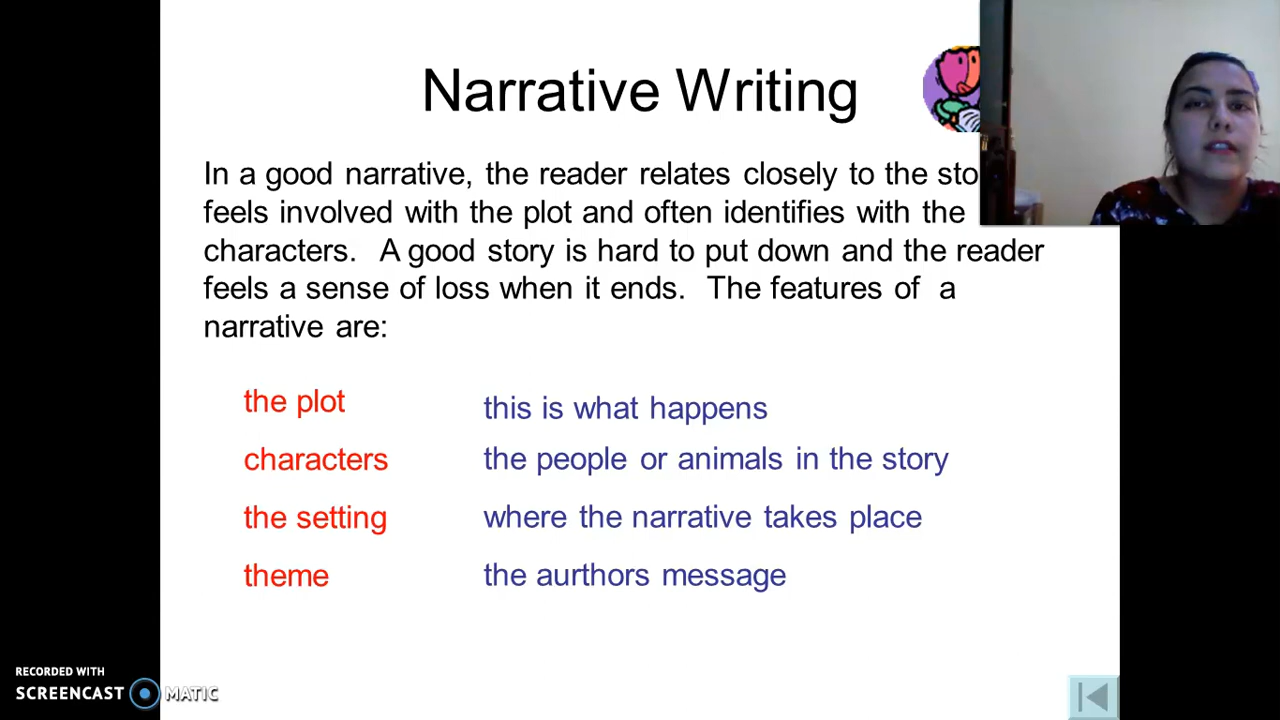 Narrative Writing
In a good narrative, the reader relates closely to the
feels involved with the plot and often identifies with the
characters. A good story is hard to put down and the reader
feels a sense of loss when it ends. The features of a
narrative are:
the plot this is what happens
characters the people or animals in the story
the setting where the narrative takes place
theme the aurthors message
RECORDED WITH
SCREENCAST MATIC